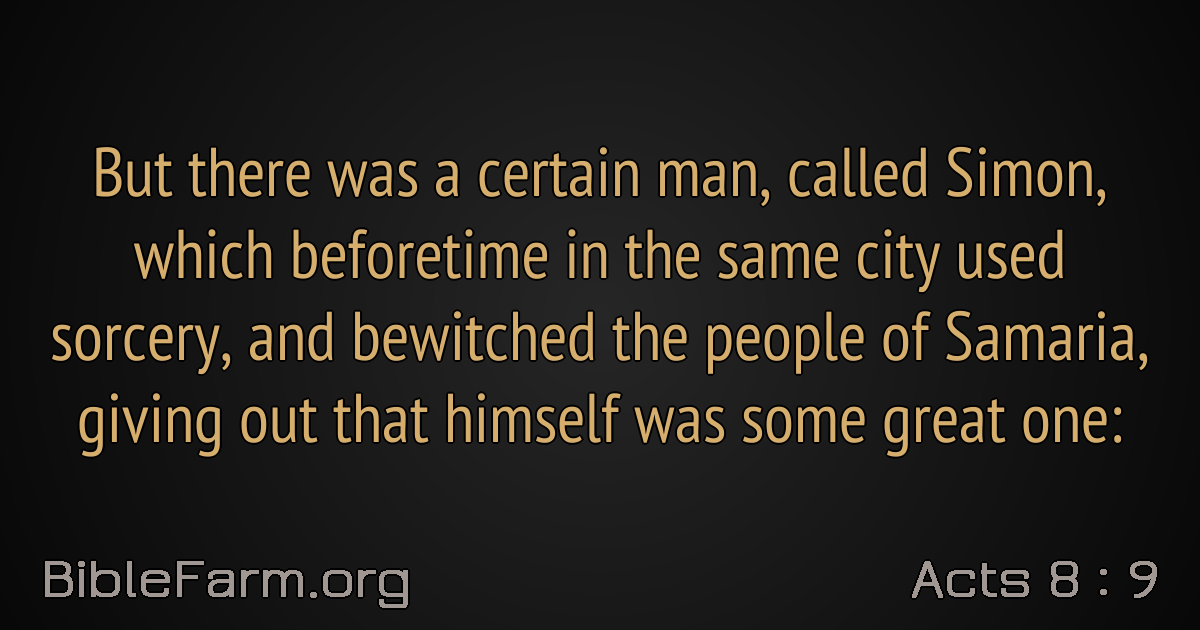 But there was a certain man, called Simon,
which beforetime in the same city used
sorcery, and bewitched the people of Samaria,
giving out that himself was some great one:
BibleFarm.org
Acts 8 : 9